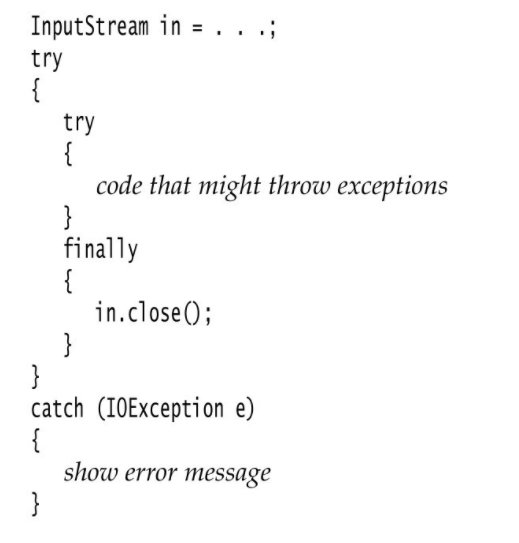 InputStream in = . . .;
try
{
try
{
code that might throw exceptions
}
finally
{
in.close();
}
}
catch (IOException e)
{
show error message
}